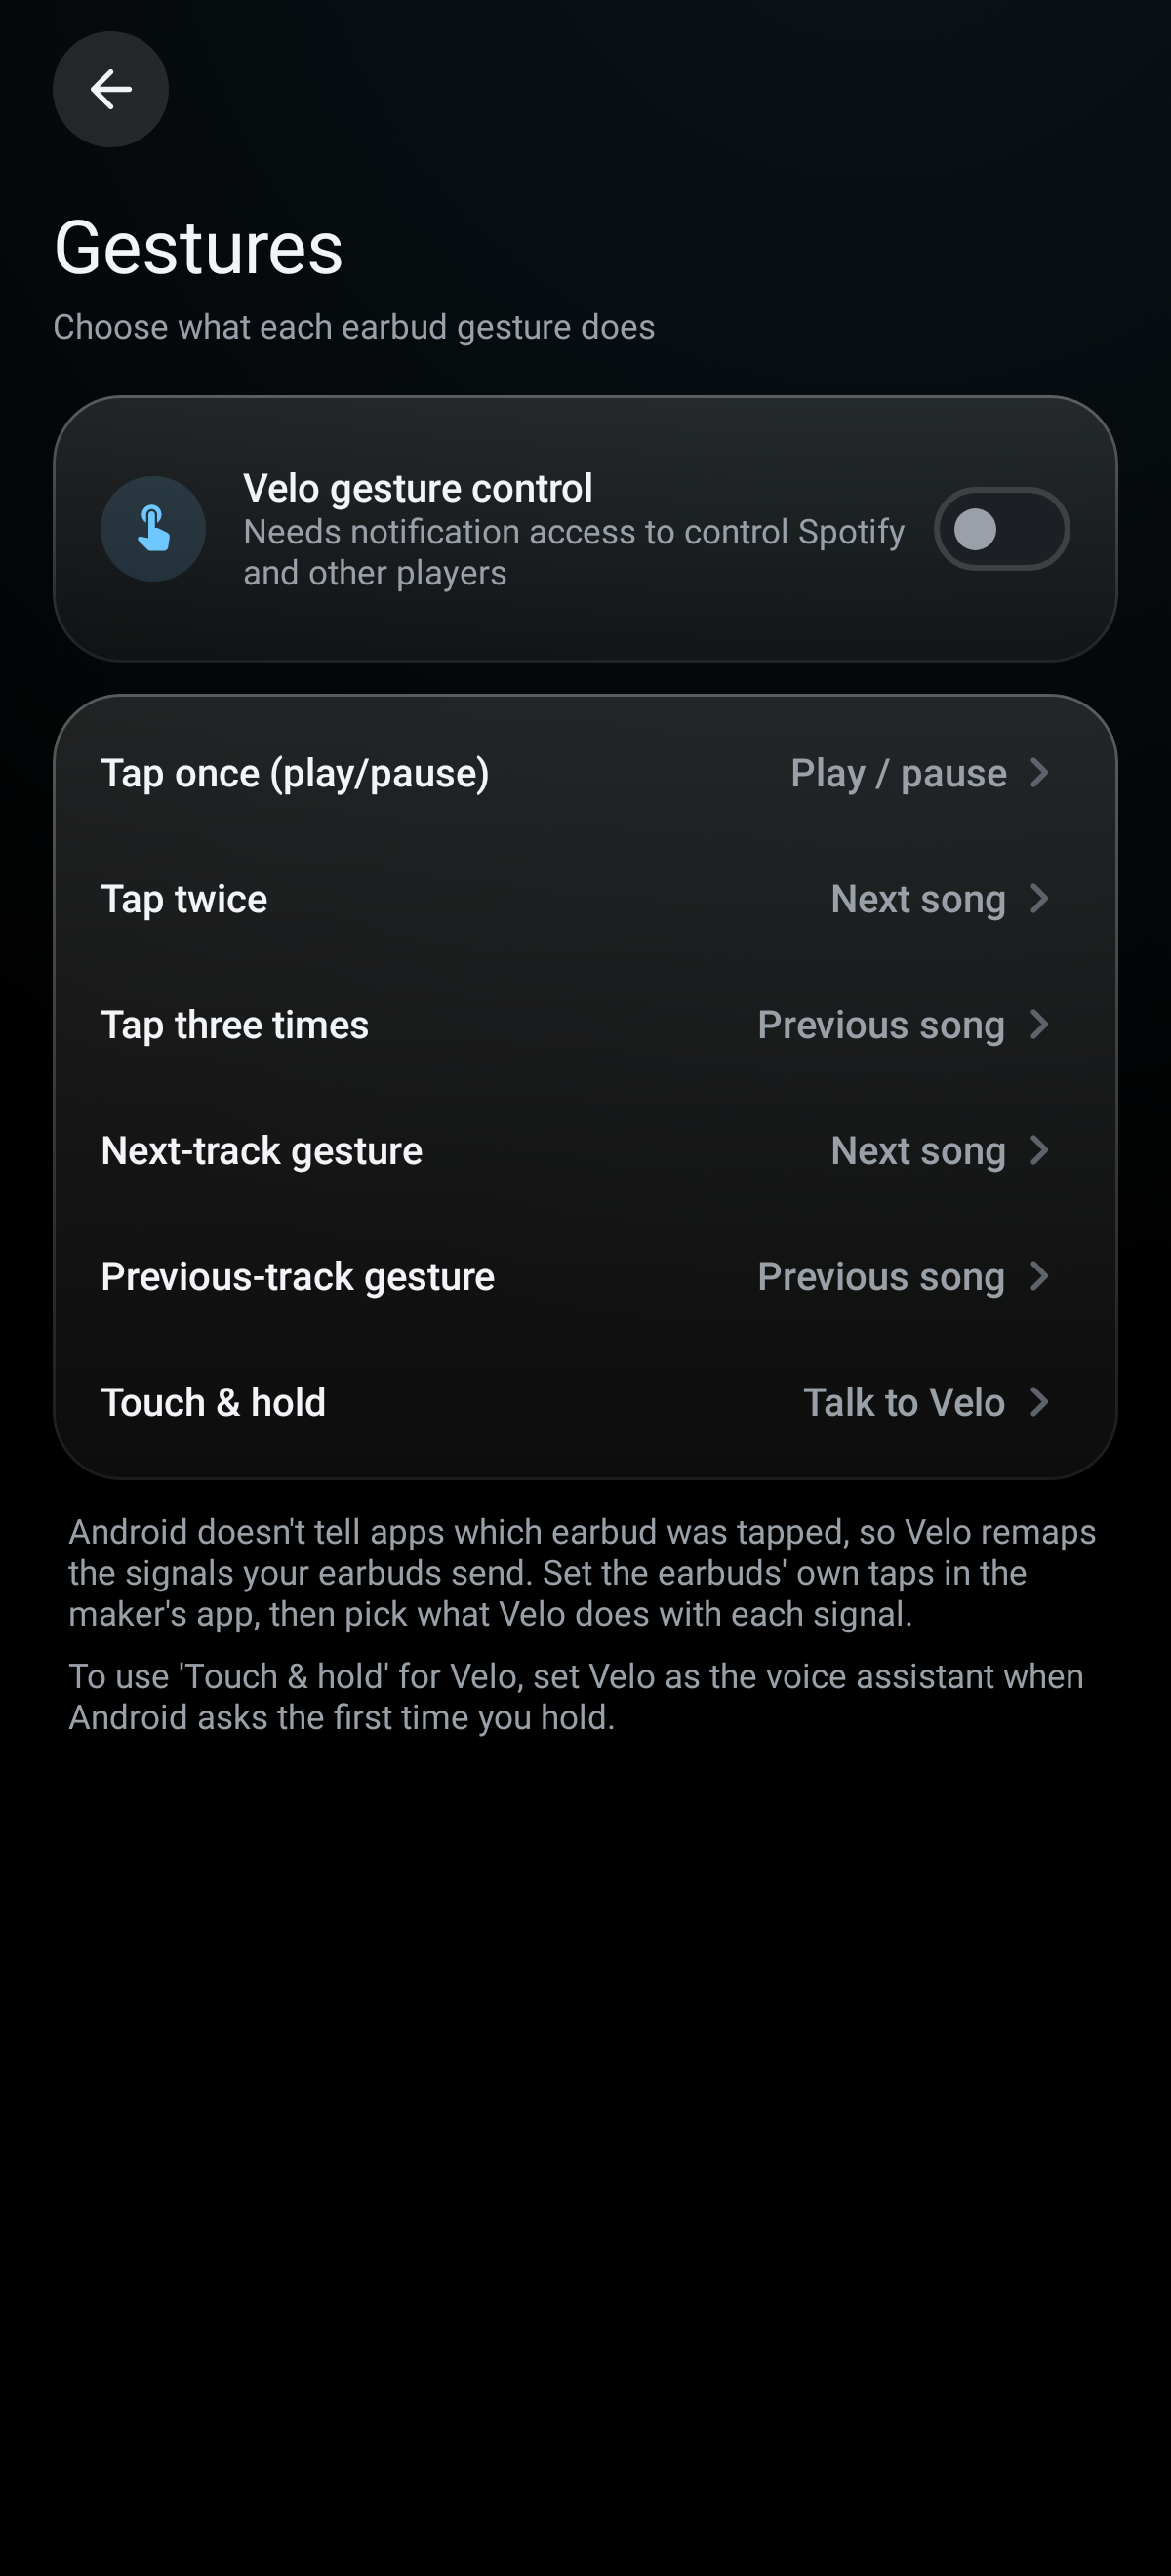 Gestures
Choose what each earbud gesture does
Velo gesture control
Needs notification access to control Spotify
and other players
Tap once (play/pause)
Play / pause
Tap twice
Next song
Tap three times
Previous song
Next-track gesture
Next song
Previous-track gesture
Previous song
Touch & hold
Talk to Velo
Android doesn't tell apps which earbud was tapped, so Velo remaps
the signals your earbuds send. Set the earbuds' own taps in the
maker's app, then pick what Velo does with each signal.
To use 'Touch & hold' for Velo, set Velo as the voice assistant when
Android asks the first time you hold.